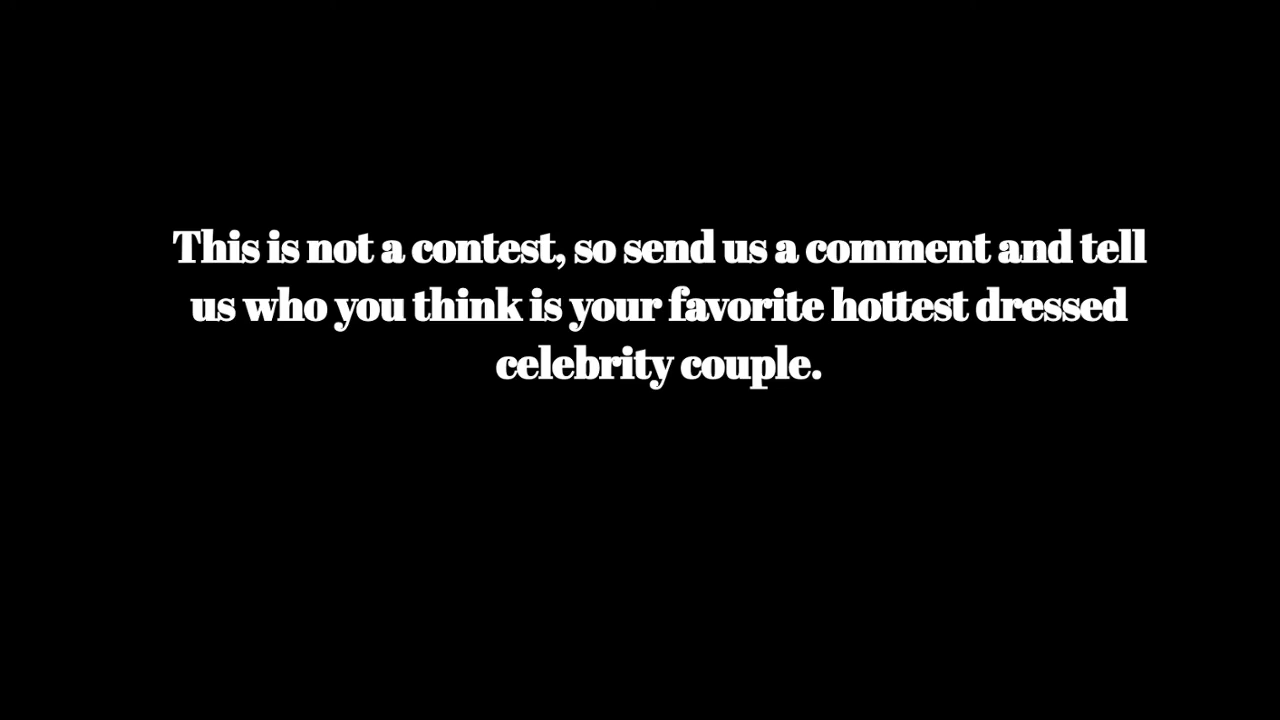 This is not a contest, so send us a comment and tell
us who you think is your favorite hottest dressed
celebrity couple.